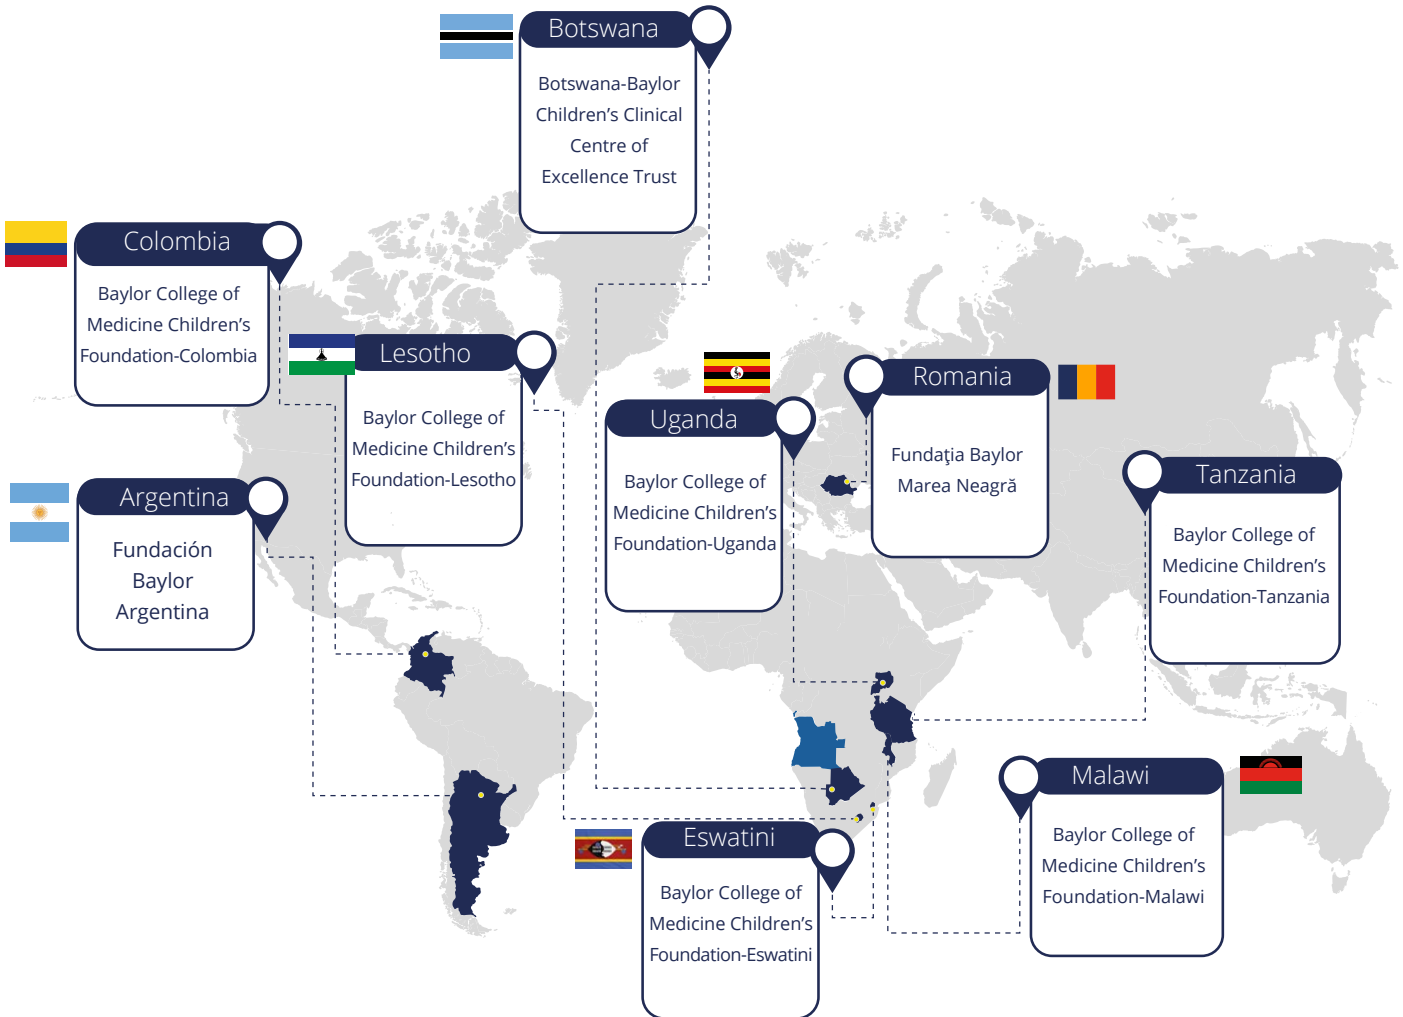 Botswana
Botswana-Baylor
Children’s Clinical
Centre of
Excellence Trust
Colombia
Baylor College of
Medicine Children’s
Foundation-Colombia
Lesotho
Baylor College of
Medicine Children’s
Foundation-Lesotho
Romania
Fundaţia Baylor
Marea Neagră
Uganda
Baylor College of
Medicine Children’s
Foundation-Uganda
Tanzania
Baylor College of
Medicine Children’s
Foundation-Tanzania
Argentina
Fundación
Baylor
Argentina
Malawi
Baylor College of
Medicine Children’s
Foundation-Malawi
Eswatini
Baylor College of
Medicine Children’s
Foundation-Eswatini